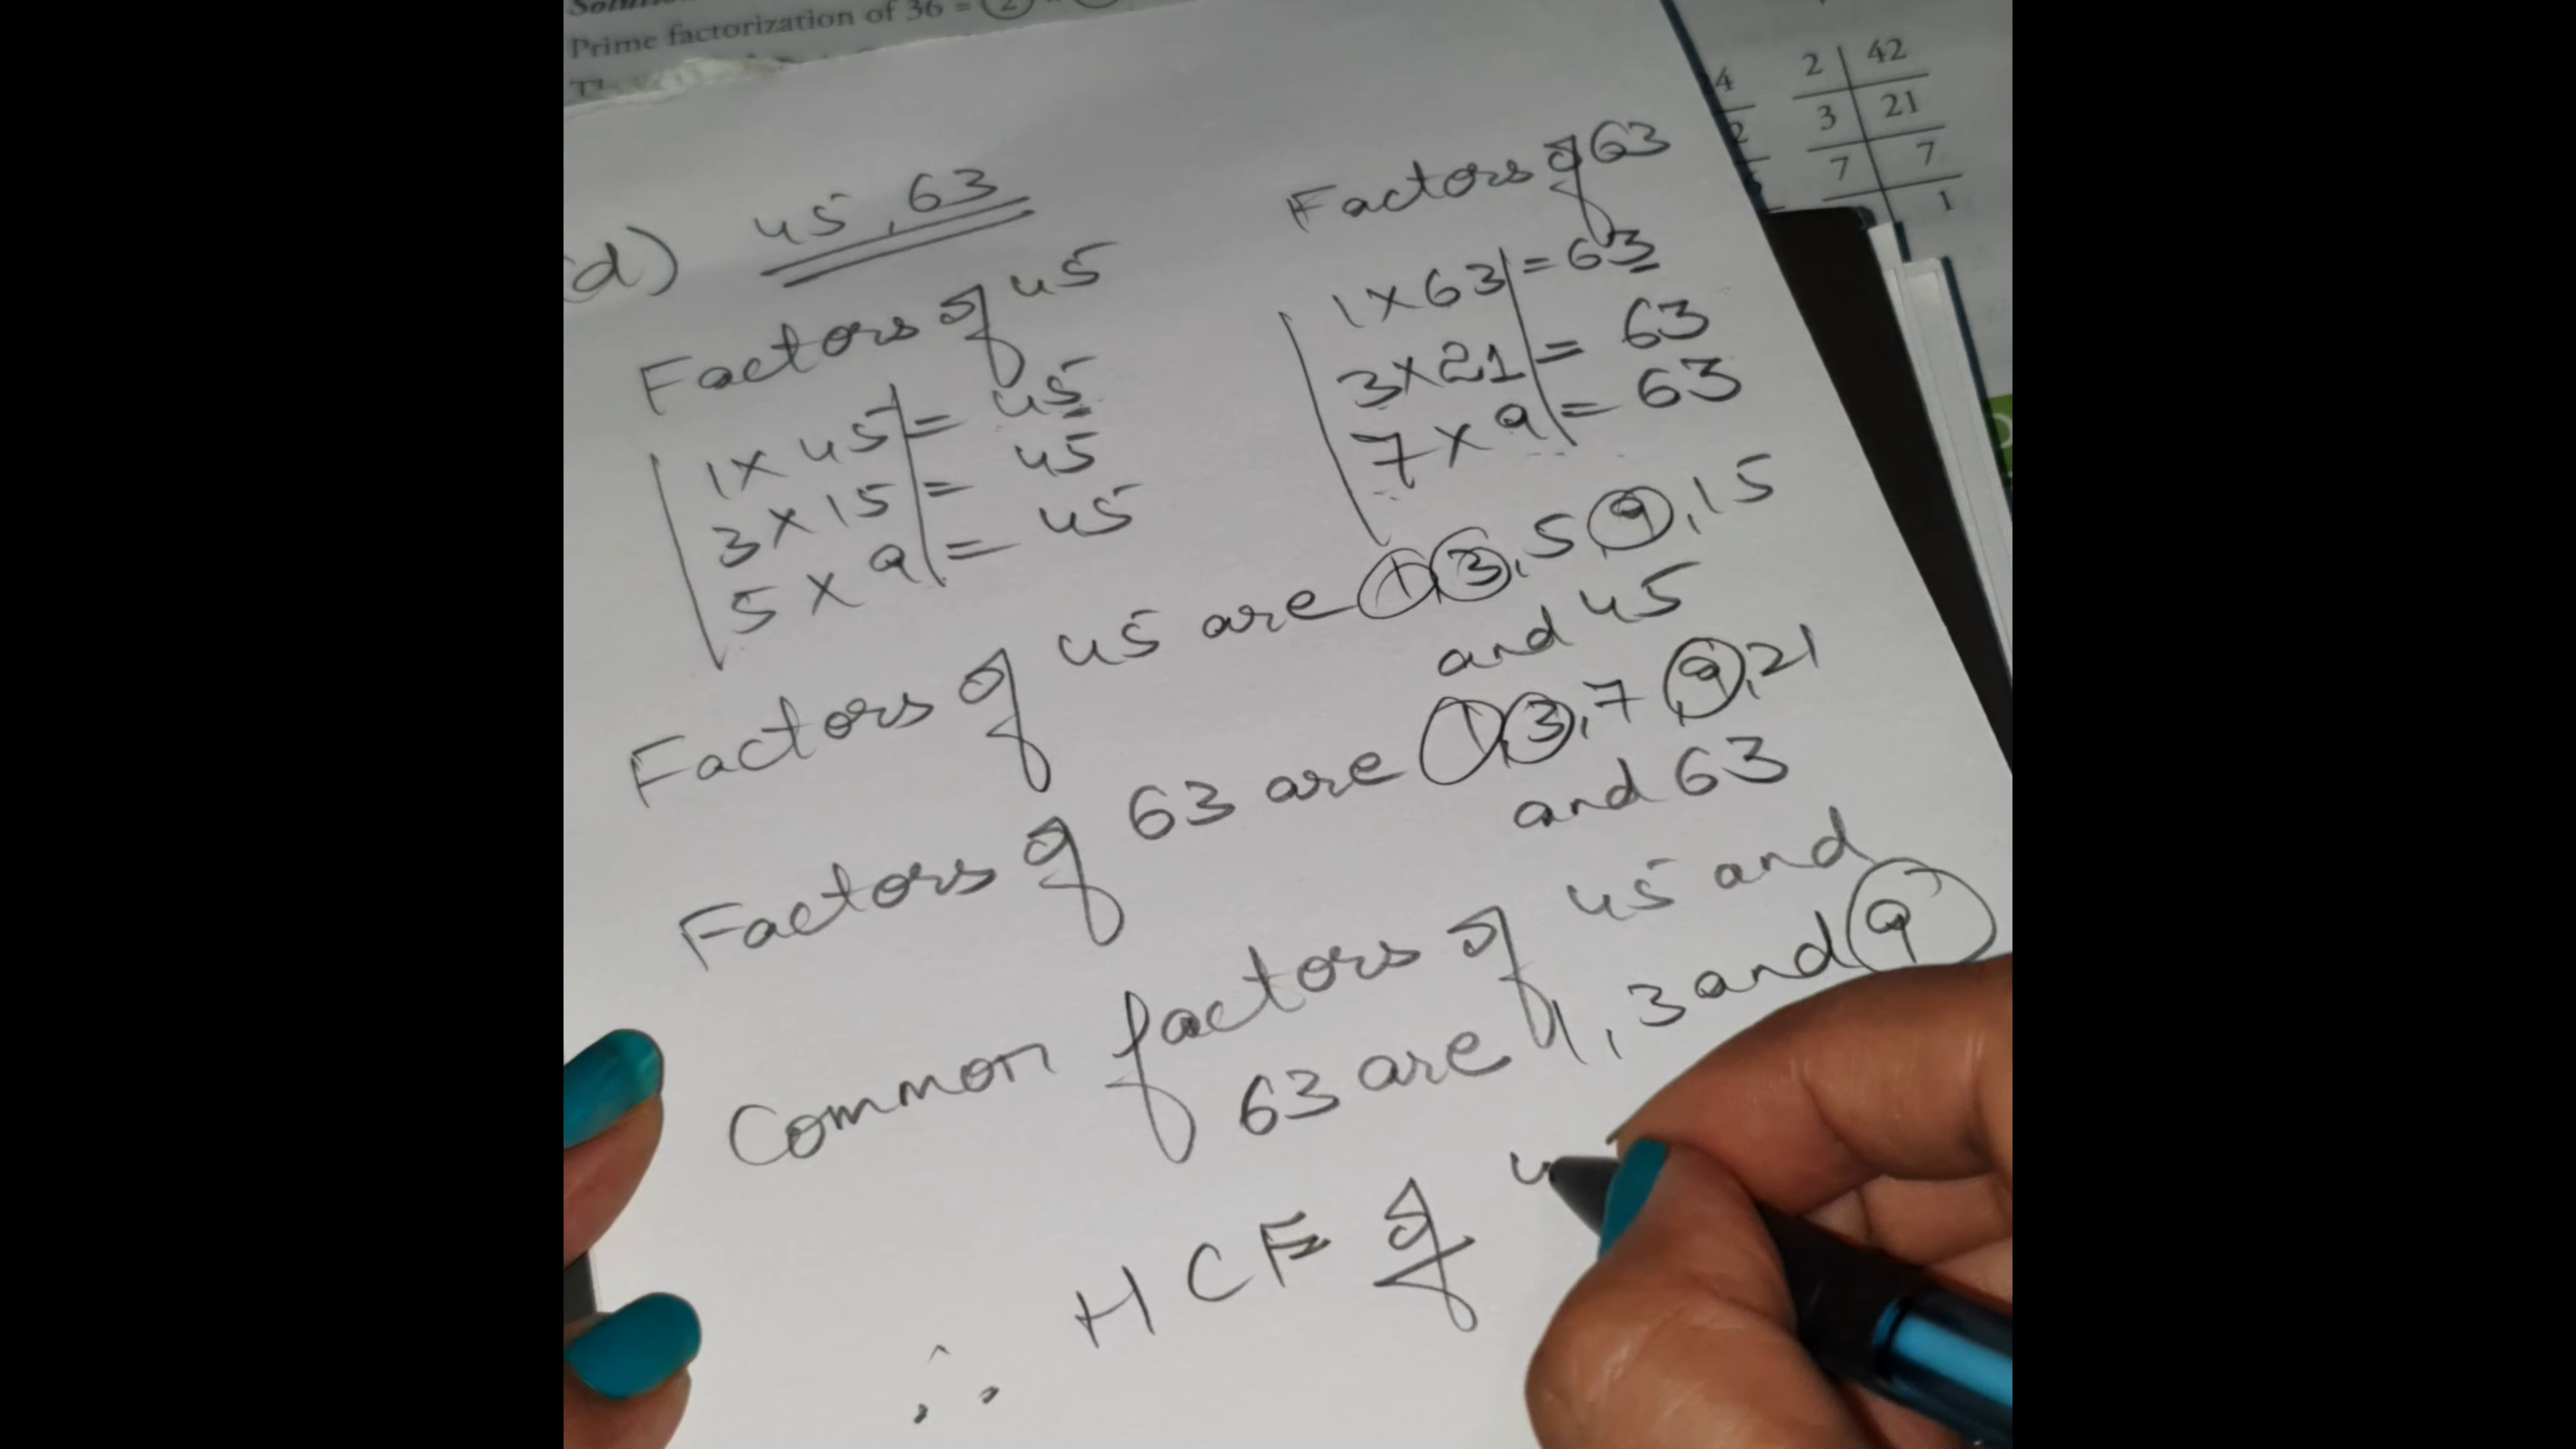 Prime factorization of 36 = 2
4
2
2 | 42
3 | 21
7 | 7
1
d) 45, 63
Factors of 45
1 × 45 = 45
3 × 15 = 45
5 × 9 = 45
Factors of 63
1 × 63 = 63
3 × 21 = 63
7 × 9 = 63
Factors of 45 are 1, 3, 5, 9, 15
and 45
Factors of 63 are 1, 3, 7, 9, 21
and 63
Common factors of 45 and
63 are 1, 3 and 9
∴ HCF of